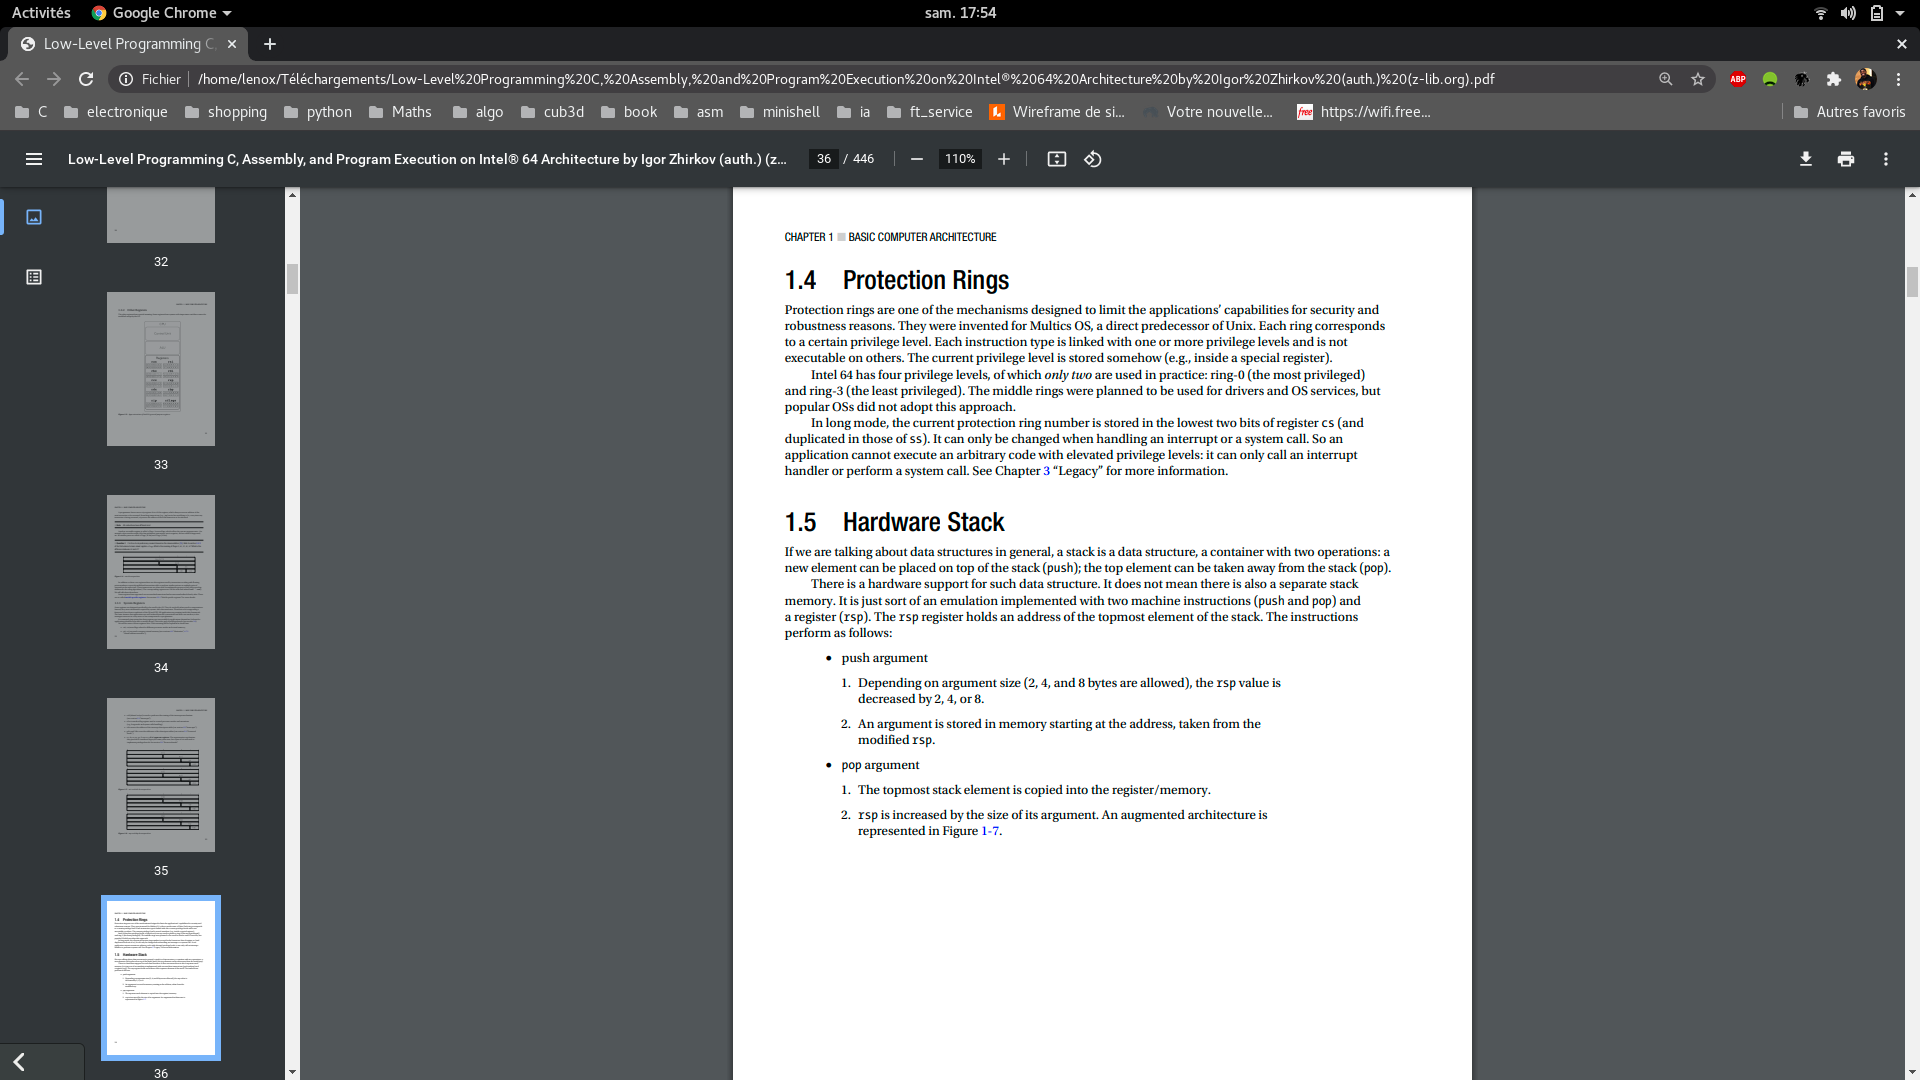 Activités
Google Chrome
sam. 17:54
Low-Level Programming C
Fichier
/home/lenox/Téléchargements/Low-Level%20Programming%20C,%20Assembly,%20and%20Program%20Execution%20on%20Intel®%2064%20Architecture%20by%20Igor%20Zhirkov%20(auth.)%20(z-lib.org).pdf
ABP
C
electronique
shopping
python
Maths
algo
cub3d
book
asm
minishell
ia
ft_service
Wireframe de si...
Votre nouvelle...
free
https://wifi.free...
Autres favoris
Low-Level Programming C, Assembly, and Program Execution on Intel® 64 Architecture by Igor Zhirkov (auth.) (z...
36 / 446
110%
32
33
34
35
36
CHAPTER 1 ■ BASIC COMPUTER ARCHITECTURE
1.4 Protection Rings
Protection rings are one of the mechanisms designed to limit the applications’ capabilities for security and
robustness reasons. They were invented for Multics OS, a direct predecessor of Unix. Each ring corresponds
to a certain privilege level. Each instruction type is linked with one or more privilege levels and is not
executable on others. The current privilege level is stored somehow (e.g., inside a special register).
Intel 64 has four privilege levels, of which only two are used in practice: ring-0 (the most privileged)
and ring-3 (the least privileged). The middle rings were planned to be used for drivers and OS services, but
popular OSs did not adopt this approach.
In long mode, the current protection ring number is stored in the lowest two bits of register cs (and
duplicated in those of ss). It can only be changed when handling an interrupt or a system call. So an
application cannot execute an arbitrary code with elevated privilege levels: it can only call an interrupt
handler or perform a system call. See Chapter 3 “Legacy” for more information.
1.5 Hardware Stack
If we are talking about data structures in general, a stack is a data structure, a container with two operations: a
new element can be placed on top of the stack (push); the top element can be taken away from the stack (pop).
There is a hardware support for such data structure. It does not mean there is also a separate stack
memory. It is just sort of an emulation implemented with two machine instructions (push and pop) and
a register (rsp). The rsp register holds an address of the topmost element of the stack. The instructions
perform as follows:
• push argument
1. Depending on argument size (2, 4, and 8 bytes are allowed), the rsp value is
decreased by 2, 4, or 8.
2. An argument is stored in memory starting at the address, taken from the
modified rsp.
• pop argument
1. The topmost stack element is copied into the register/memory.
2. rsp is increased by the size of its argument. An augmented architecture is
represented in Figure 1-7.